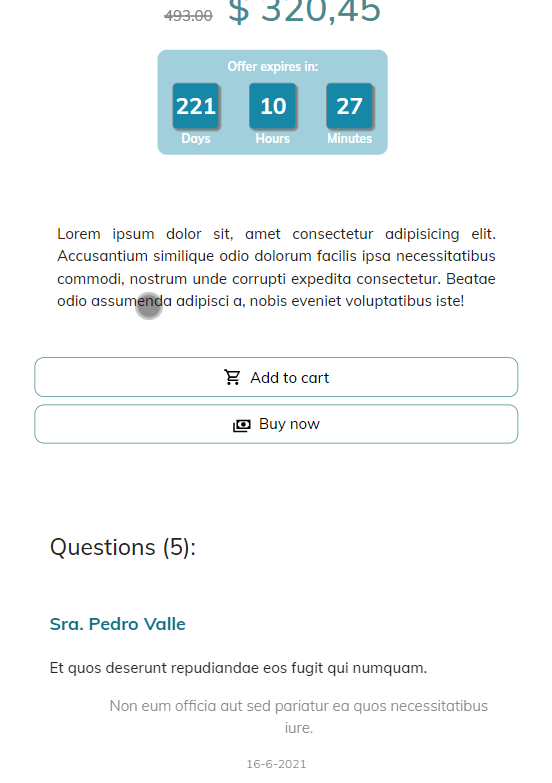 493.00 $ 320,45
Offer expires in:
221 10 27
Days Hours Minutes
Lorem ipsum dolor sit, amet consectetur adipisicing elit.
Accusantium similique odio dolorum facilis ipsa necessitatibus
commodi, nostrum unde corrupti expedita consectetur. Beatae
odio assumenda adipisci a, nobis eveniet voluptatibus iste!
Add to cart
Buy now
Questions (5):
Sra. Pedro Valle
Et quos deserunt repudiandae eos fugit qui numquam.
Non eum officia aut sed pariatur ea quos necessitatibus
iure.
16-6-2021